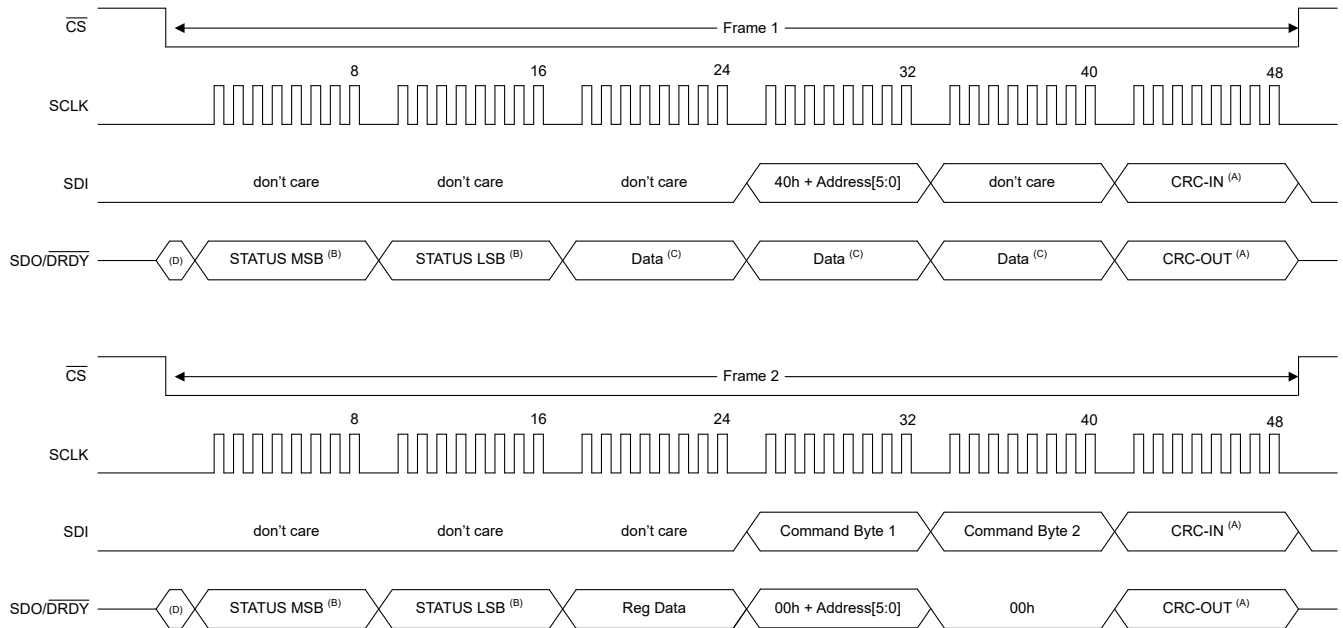 CS Frame 1
8 16 24 32 40 48
SCLK
SDI don't care don't care don't care 40h + Address[5:0] don't care CRC-IN (A)
SDO/DRDY (D) STATUS MSB (B) STATUS LSB (B) Data (C) Data (C) Data (C) CRC-OUT (A)
CS Frame 2
8 16 24 32 40 48
SCLK
SDI don't care don't care don't care Command Byte 1 Command Byte 2 CRC-IN (A)
SDO/DRDY (D) STATUS MSB (B) STATUS LSB (B) Reg Data 00h + Address[5:0] 00h CRC-OUT (A)